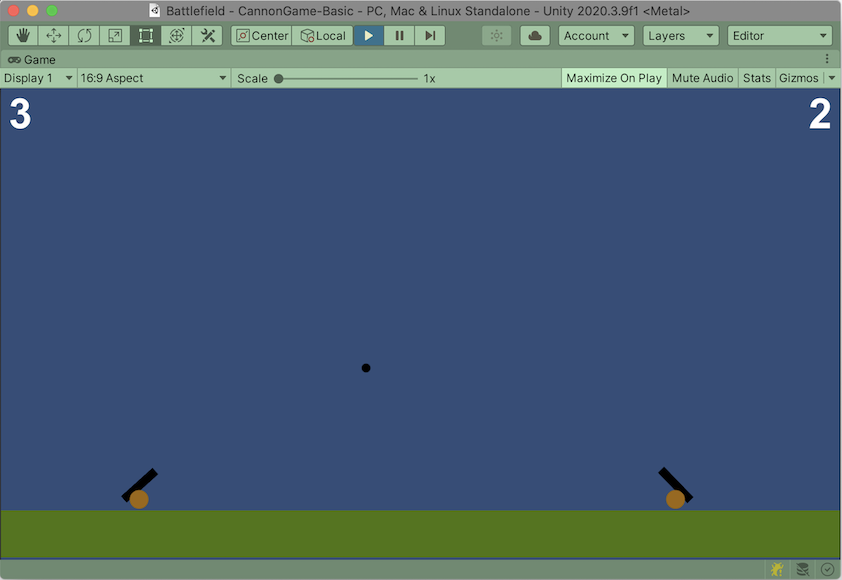 Battlefield - CannonGame-Basic - PC, Mac & Linux Standalone - Unity 2020.3.9f1 <Metal>
Center Local Account Layers Editor
Game
Display 1 16:9 Aspect Scale 1x Maximize On Play Mute Audio Stats Gizmos
3 2